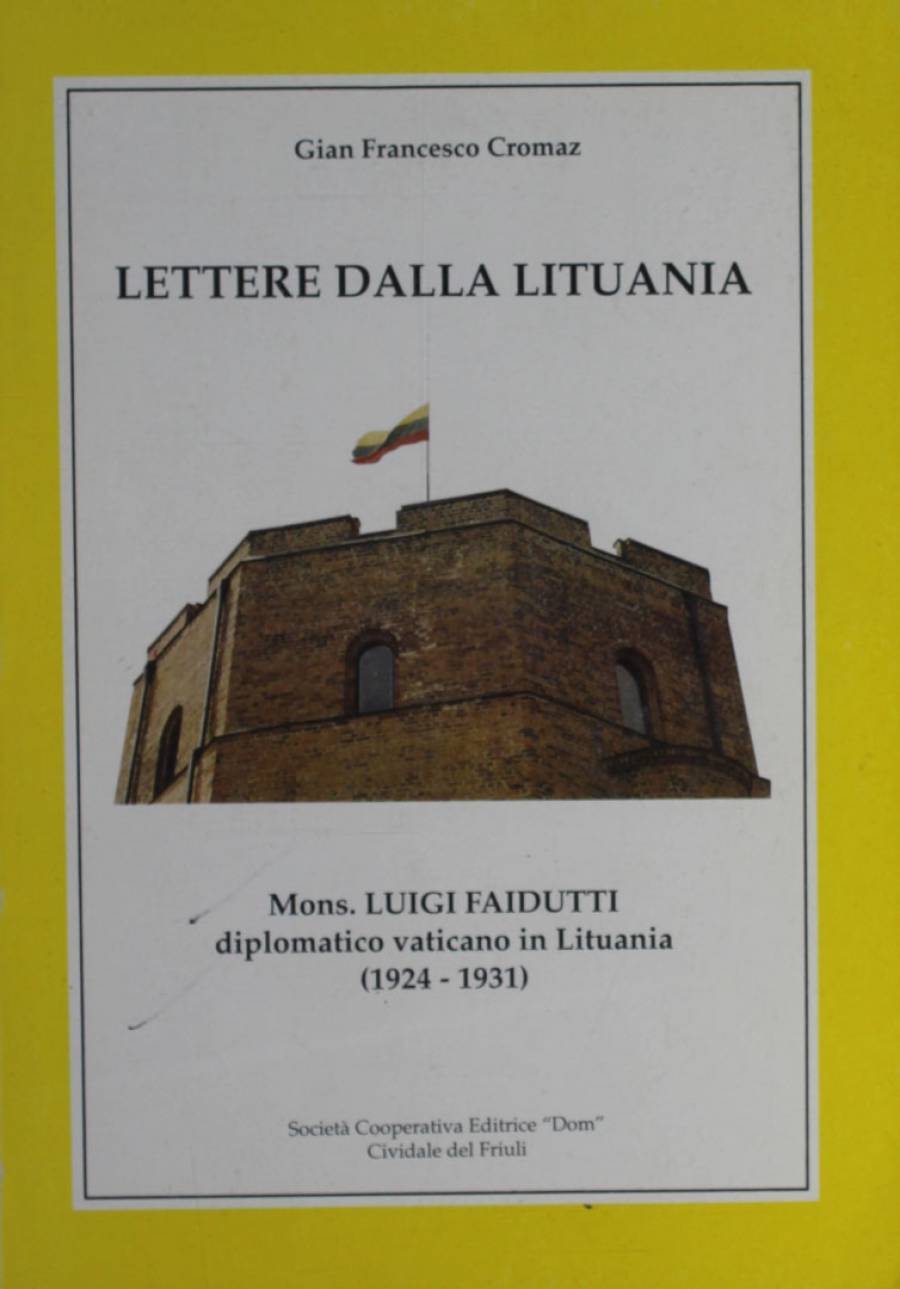 Gian Francesco Cromaz
LETTERE DALLA LITUANIA
Mons. LUIGI FAIDUTTI
diplomatico vaticano in Lituania
(1924 - 1931)
Società Cooperativa Editrice “Dom”
Cividale del Friuli